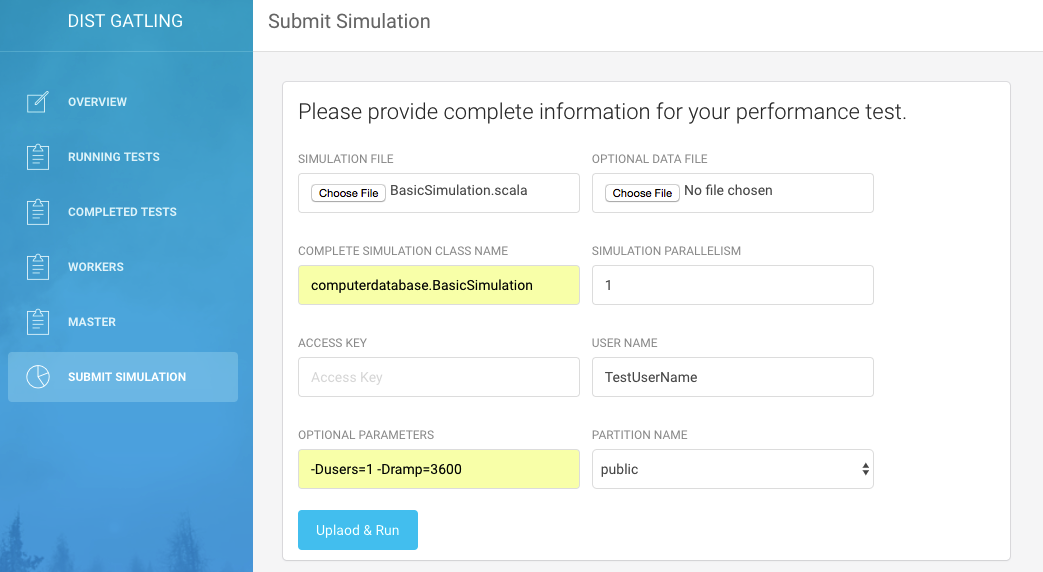 DIST GATLING
Submit Simulation
OVERVIEW
RUNNING TESTS
COMPLETED TESTS
WORKERS
MASTER
SUBMIT SIMULATION
Please provide complete information for your performance test.
SIMULATION FILE
OPTIONAL DATA FILE
Choose File BasicSimulation.scala
Choose File No file chosen
COMPLETE SIMULATION CLASS NAME
SIMULATION PARALLELISM
computerdatabase.BasicSimulation
1
ACCESS KEY
USER NAME
Access Key
TestUserName
OPTIONAL PARAMETERS
PARTITION NAME
-Dusers=1 -Dramp=3600
public
Uplaod & Run